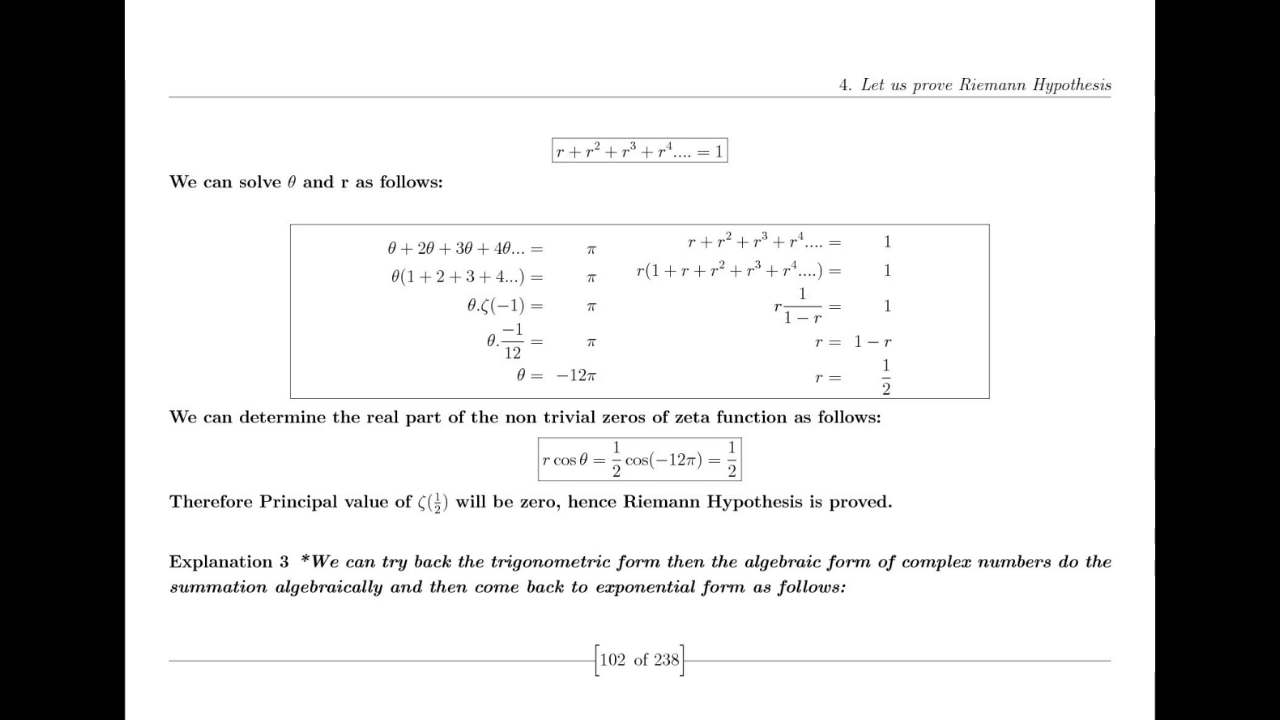 4. Let us prove Riemann Hypothesis
r + r² + r³ + r⁴.... = 1
We can solve θ and r as follows:
θ + 2θ + 3θ + 4θ... = π
θ(1 + 2 + 3 + 4...) = π
θ.ζ(−1) = π
θ.−1/12 = π
θ = −12π
r + r² + r³ + r⁴.... = 1
r(1 + r + r² + r³ + r⁴....) = 1
r 1/(1 − r) = 1
r = 1 − r
r = 1/2
We can determine the real part of the non trivial zeros of zeta function as follows:
r cos θ = 1/2 cos(−12π) = 1/2
Therefore Principal value of ζ(1/2) will be zero, hence Riemann Hypothesis is proved.
Explanation 3 *We can try back the trigonometric form then the algebraic form of complex numbers do the
summation algebraically and then come back to exponential form as follows:
[102 of 238]